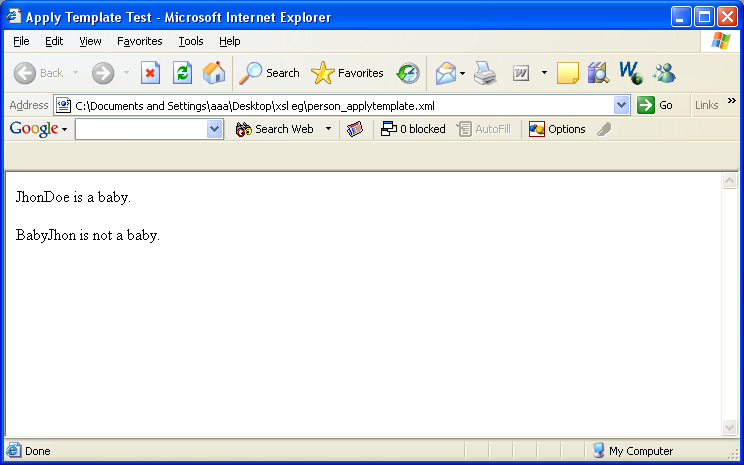 Apply Template Test - Microsoft Internet Explorer
File Edit View Favorites Tools Help
Back Search Favorites W W
Address C:\Documents and Settings\aaa\Desktop\xsl eg\person_applytemplate.xml Go Links »
Google Search Web 0 blocked AutoFill Options
JhonDoe is a baby.
BabyJhon is not a baby.
Done My Computer